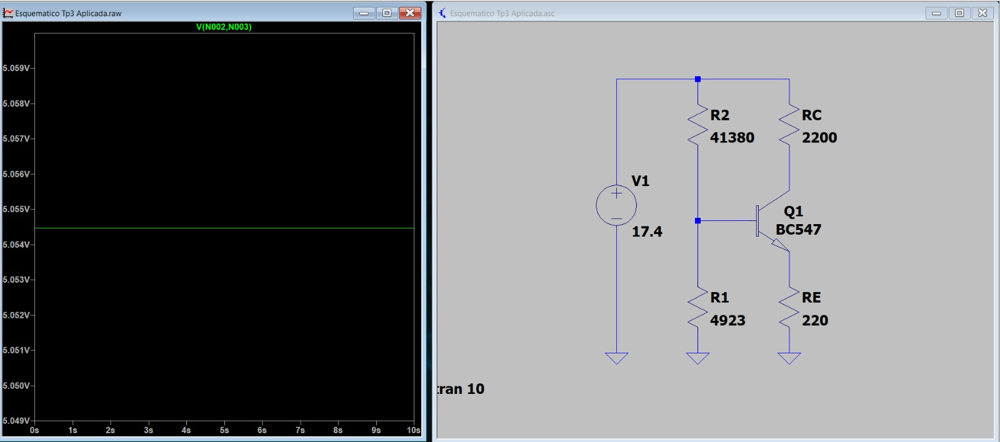 Esquematico Tp3 Aplicada.raw
V(N002,N003)
5.059V
5.058V
5.057V
5.056V
5.055V
5.054V
5.053V
5.052V
5.051V
5.050V
5.049V
0s 1s 2s 3s 4s 5s 6s 7s 8s 9s 10s
Esquematico Tp3 Aplicada.asc
R2
41380
RC
2200
V1
17.4
Q1
BC547
R1
4923
RE
220
tran 10